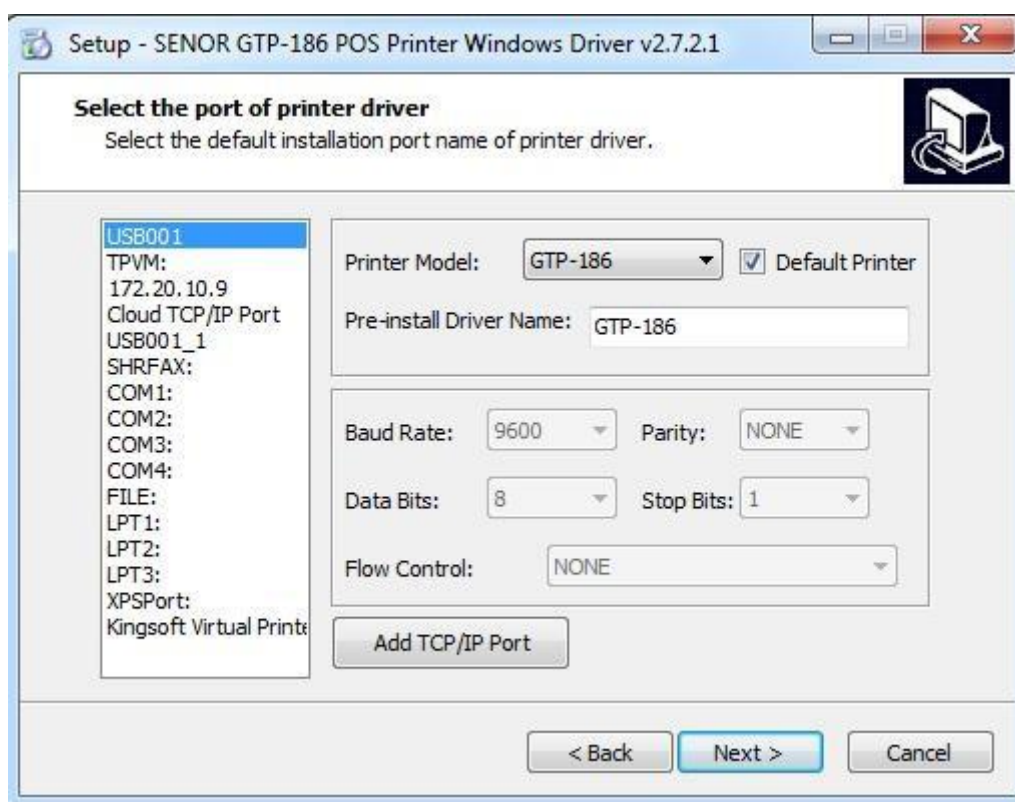 Setup - SENOR GTP-186 POS Printer Windows Driver v2.7.2.1
Select the port of printer driver
Select the default installation port name of printer driver.
USB001
TPVM:
172.20.10.9
Cloud TCP/IP Port
USB001_1
SHRFAX:
COM1:
COM2:
COM3:
COM4:
FILE:
LPT1:
LPT2:
LPT3:
XPSPort:
Kingsoft Virtual Printe
Printer Model: GTP-186 Default Printer
Pre-install Driver Name: GTP-186
Baud Rate: 9600 Parity: NONE
Data Bits: 8 Stop Bits: 1
Flow Control: NONE
Add TCP/IP Port
< Back Next > Cancel